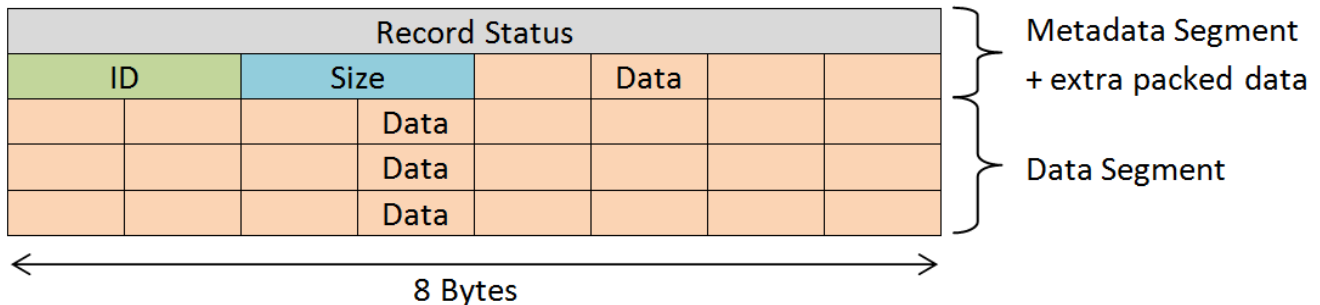 Record Status
ID Size Data
Data
Data
Data
Metadata Segment
+ extra packed data
Data Segment
8 Bytes